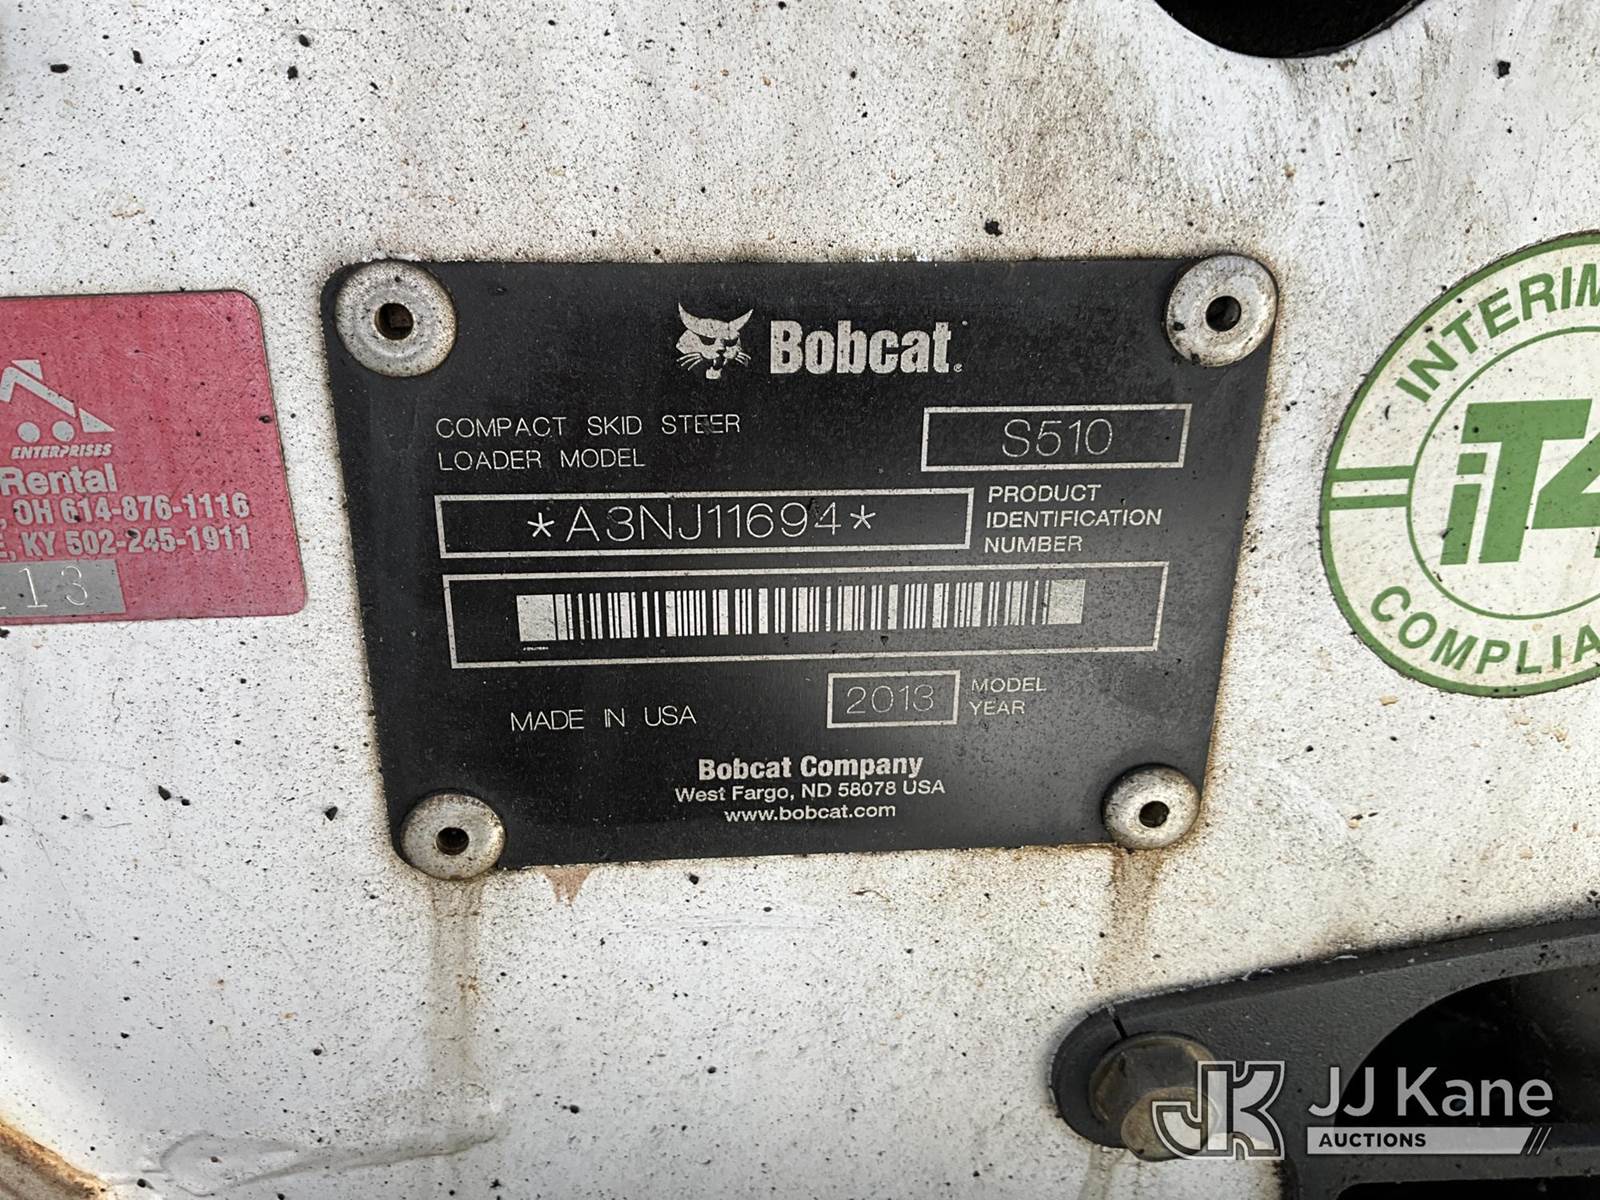 Bobcat®
COMPACT SKID STEER
LOADER MODEL
S510
*A3NJ11694*
PRODUCT
IDENTIFICATION
NUMBER
MADE IN USA
2013
MODEL
YEAR
Bobcat Company
West Fargo, ND 58078 USA
www.bobcat.com
ENTERPRISES
Rental
, OH 614-876-1116
E, KY 502-245-1911
113
INTERIM
iT4
COMPLIA
JK
JJ Kane
AUCTIONS